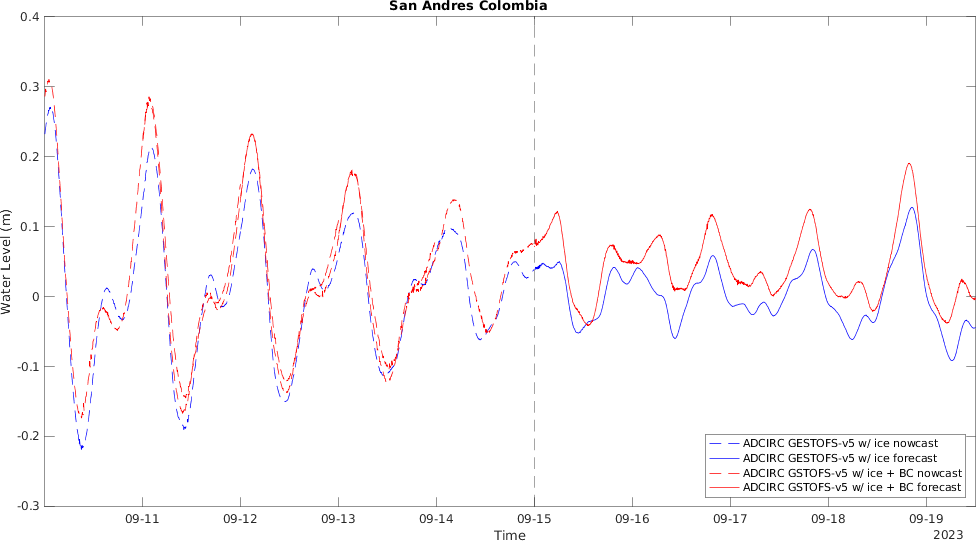 San Andres Colombia
0.4
0.3
0.2
0.1
0
-0.1
-0.2
-0.3
Water Level (m)
ADCIRC GESTOFS-v5 w/ ice nowcast
ADCIRC GESTOFS-v5 w/ ice forecast
ADCIRC GSTOFS-v5 w/ ice + BC nowcast
ADCIRC GSTOFS-v5 w/ ice + BC forecast
09-11 09-12 09-13 09-14 09-15 09-16 09-17 09-18 09-19
Time
2023